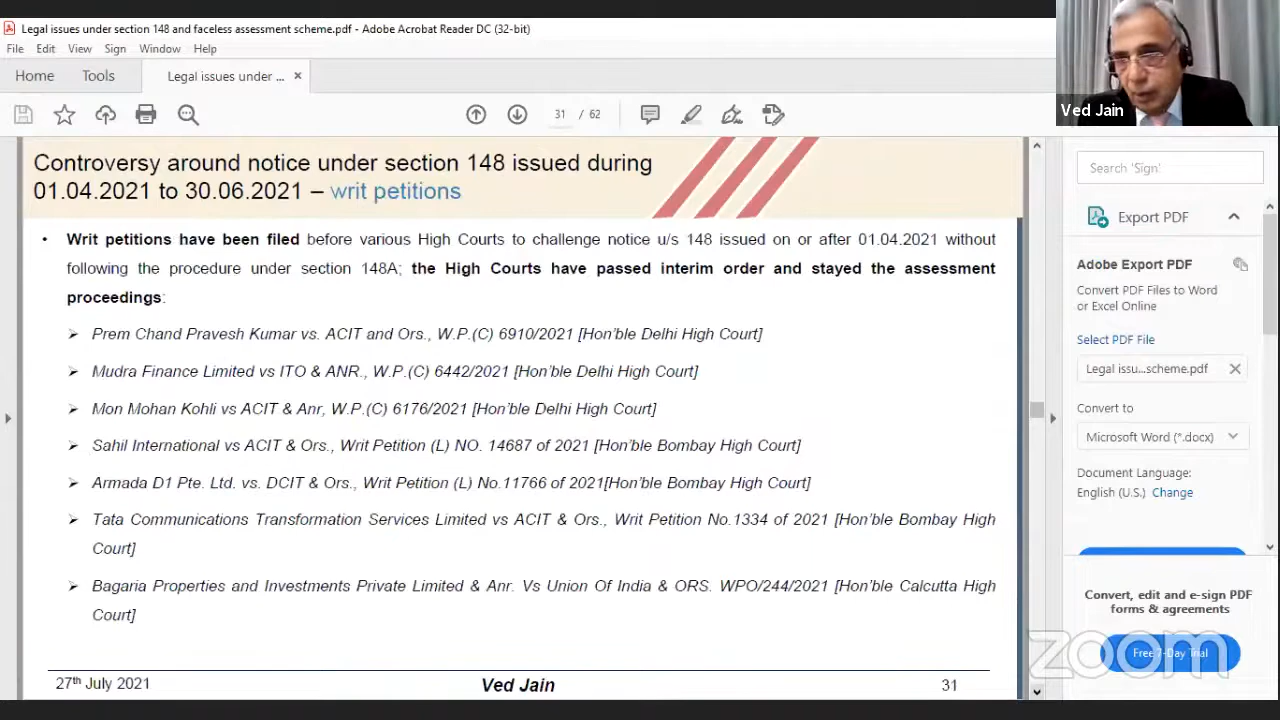 Legal issues under section 148 and faceless assessment scheme.pdf - Adobe Acrobat Reader DC (32-bit)
File Edit View Sign Window Help
Home Tools Legal issues under ... ×
31 / 62
Ved Jain
Controversy around notice under section 148 issued during
01.04.2021 to 30.06.2021 – writ petitions
• Writ petitions have been filed before various High Courts to challenge notice u/s 148 issued on or after 01.04.2021 without
following the procedure under section 148A; the High Courts have passed interim order and stayed the assessment
proceedings:
➢ Prem Chand Pravesh Kumar vs. ACIT and Ors., W.P.(C) 6910/2021 [Hon'ble Delhi High Court]
➢ Mudra Finance Limited vs ITO & ANR., W.P.(C) 6442/2021 [Hon'ble Delhi High Court]
➢ Mon Mohan Kohli vs ACIT & Anr, W.P.(C) 6176/2021 [Hon'ble Delhi High Court]
➢ Sahil International vs ACIT & Ors., Writ Petition (L) NO. 14687 of 2021 [Hon'ble Bombay High Court]
➢ Armada D1 Pte. Ltd. vs. DCIT & Ors., Writ Petition (L) No.11766 of 2021[Hon'ble Bombay High Court]
➢ Tata Communications Transformation Services Limited vs ACIT & Ors., Writ Petition No.1334 of 2021 [Hon'ble Bombay High
Court]
➢ Bagaria Properties and Investments Private Limited & Anr. Vs Union Of India & ORS. WPO/244/2021 [Hon'ble Calcutta High
Court]
27th July 2021 Ved Jain 31
Search 'Sign'
Export PDF
Adobe Export PDF
Convert PDF Files to Word
or Excel Online
Select PDF File
Legal issu...scheme.pdf ×
Convert to
Microsoft Word (*.docx)
Document Language:
English (U.S.) Change
Convert, edit and e-sign PDF
forms & agreements
Free 7-Day Trial
zoom